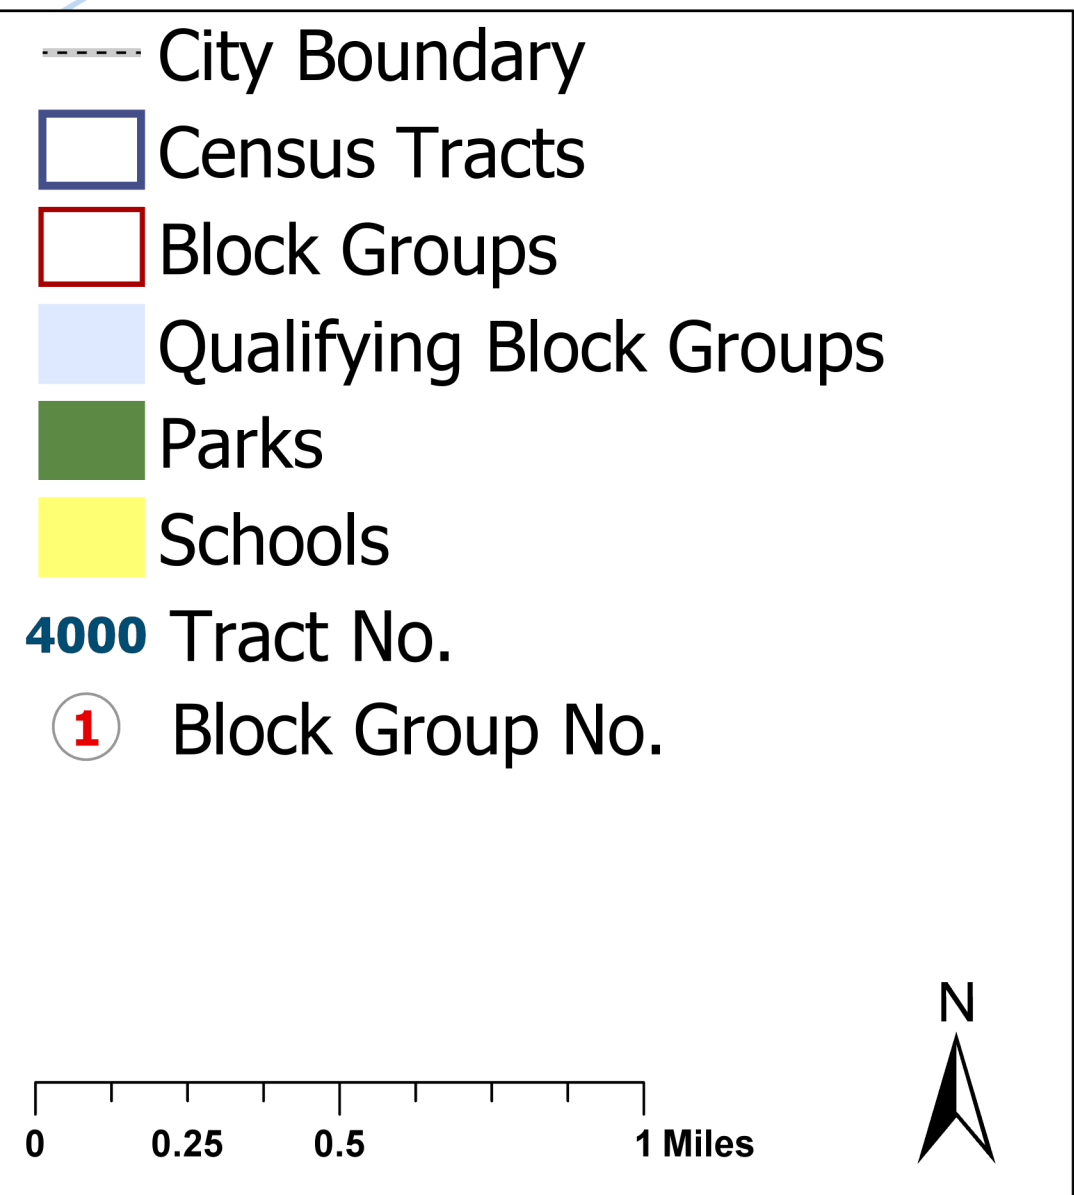 City Boundary
Census Tracts
Block Groups
Qualifying Block Groups
Parks
Schools
4000 Tract No.
1 Block Group No.
N
0 0.25 0.5 1 Miles